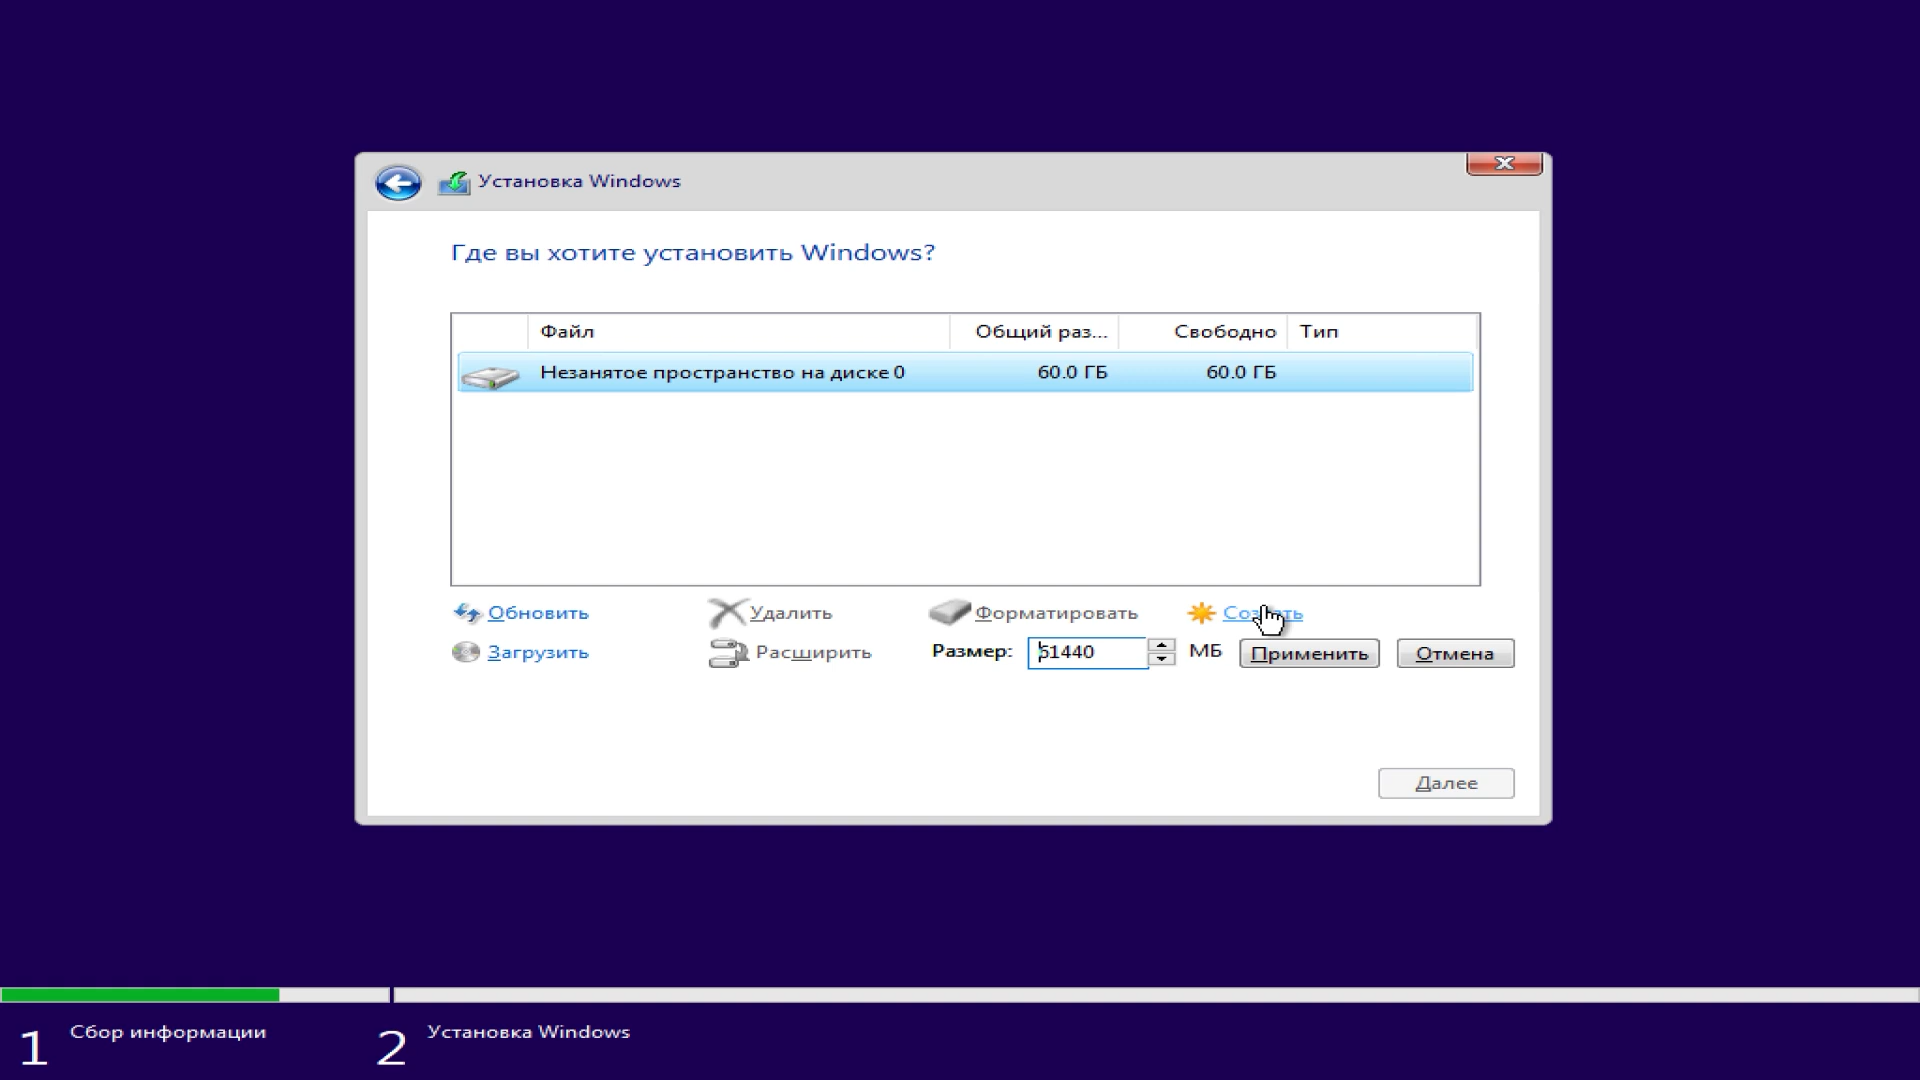 Установка Windows
Где вы хотите установить Windows?
Файл Общий раз... Свободно Тип
Незанятое пространство на диске 0 60.0 ГБ 60.0 ГБ
Обновить Удалить Форматировать Создать
Загрузить Расширить Размер: 61440 МБ Применить Отмена
Далее
1 Сбор информации 2 Установка Windows